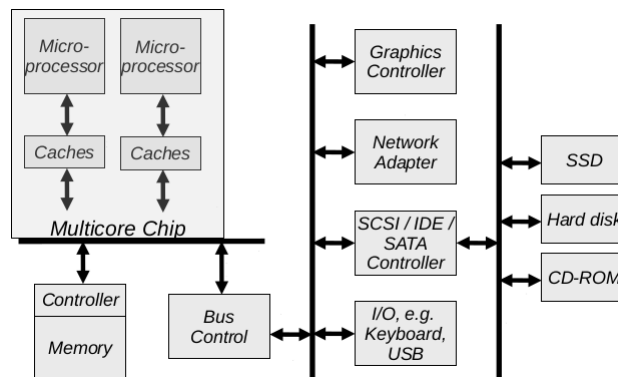 Micro-
processor
Micro-
processor
Caches
Caches
Multicore Chip
Controller
Memory
Bus
Control
Graphics
Controller
Network
Adapter
SCSI / IDE /
SATA
Controller
I/O, e.g.
Keyboard,
USB
SSD
Hard disk
CD-ROM